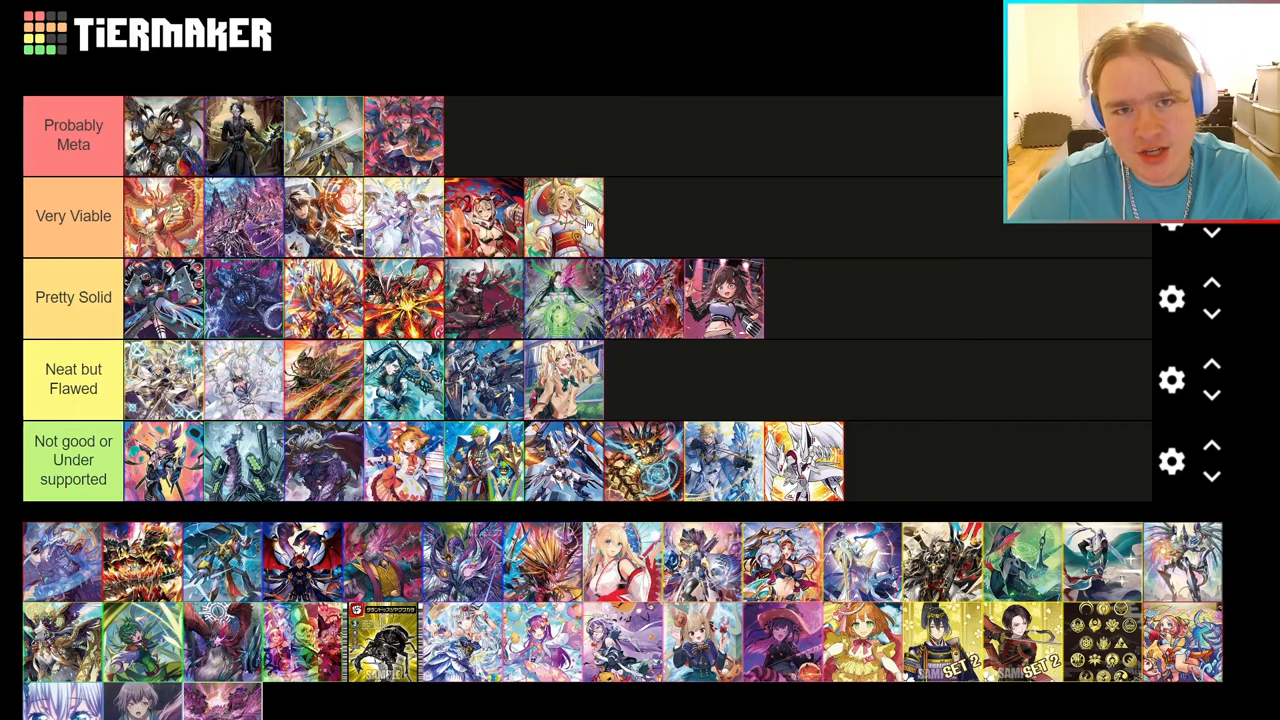 TiERMAKER
Probably
Meta
Very Viable
Pretty Solid
Neat but
Flawed
Not good or
Under
supported
SAMPLE
SET 2
SET 2